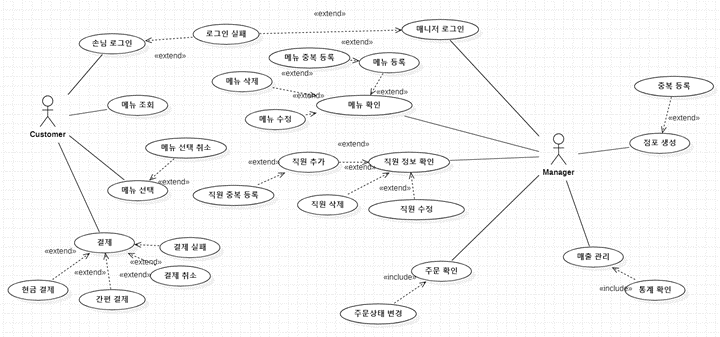 «extend»
손님 로그인
로그인 실패
매니저 로그인
«extend»
«extend»
메뉴 중복 등록
메뉴 등록
«extend»
메뉴 삭제
«extend»
«extend»
메뉴 조회
메뉴 확인
메뉴 수정
중복 등록
«extend»
점포 생성
Customer
Manager
메뉴 선택 취소
«extend»
메뉴 선택
«extend»
«extend»
직원 추가
«extend»
직원 정보 확인
직원 중복 등록
«extend»
직원 삭제
직원 수정
결제
결제 실패
«extend»
«extend»
결제 취소
«extend»
«extend»
현금 결제
간편 결제
주문 확인
«include»
주문상태 변경
매출 관리
«include»
통계 확인